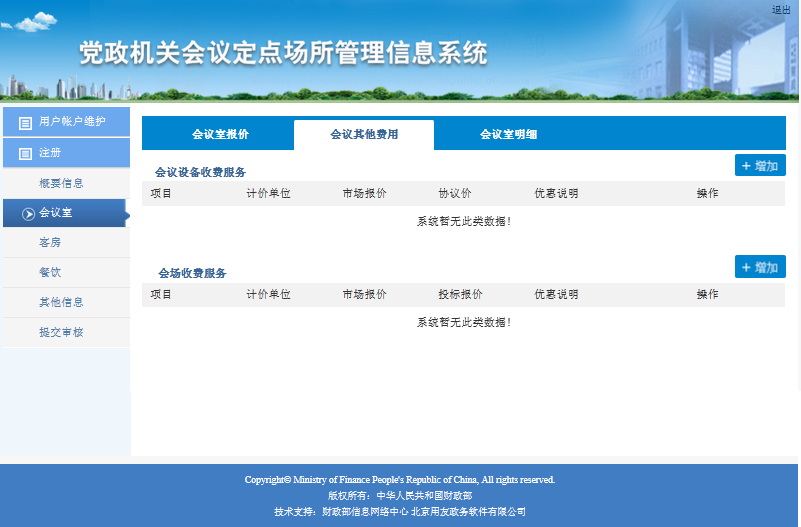 退出
党政机关会议定点场所管理信息系统
用户帐户维护
注册
概要信息
会议室
客房
餐饮
其他信息
提交审核
会议室报价 会议其他费用 会议室明细
会议设备收费服务 + 增加
项目 计价单位 市场报价 协议价 优惠说明 操作
系统暂无此类数据！
会场收费服务 + 增加
项目 计价单位 市场报价 投标报价 优惠说明 操作
系统暂无此类数据！
Copyright© Ministry of Finance People's Republic of China, All rights reserved.
版权所有：中华人民共和国财政部
技术支持：财政部信息网络中心 北京用友政务软件有限公司